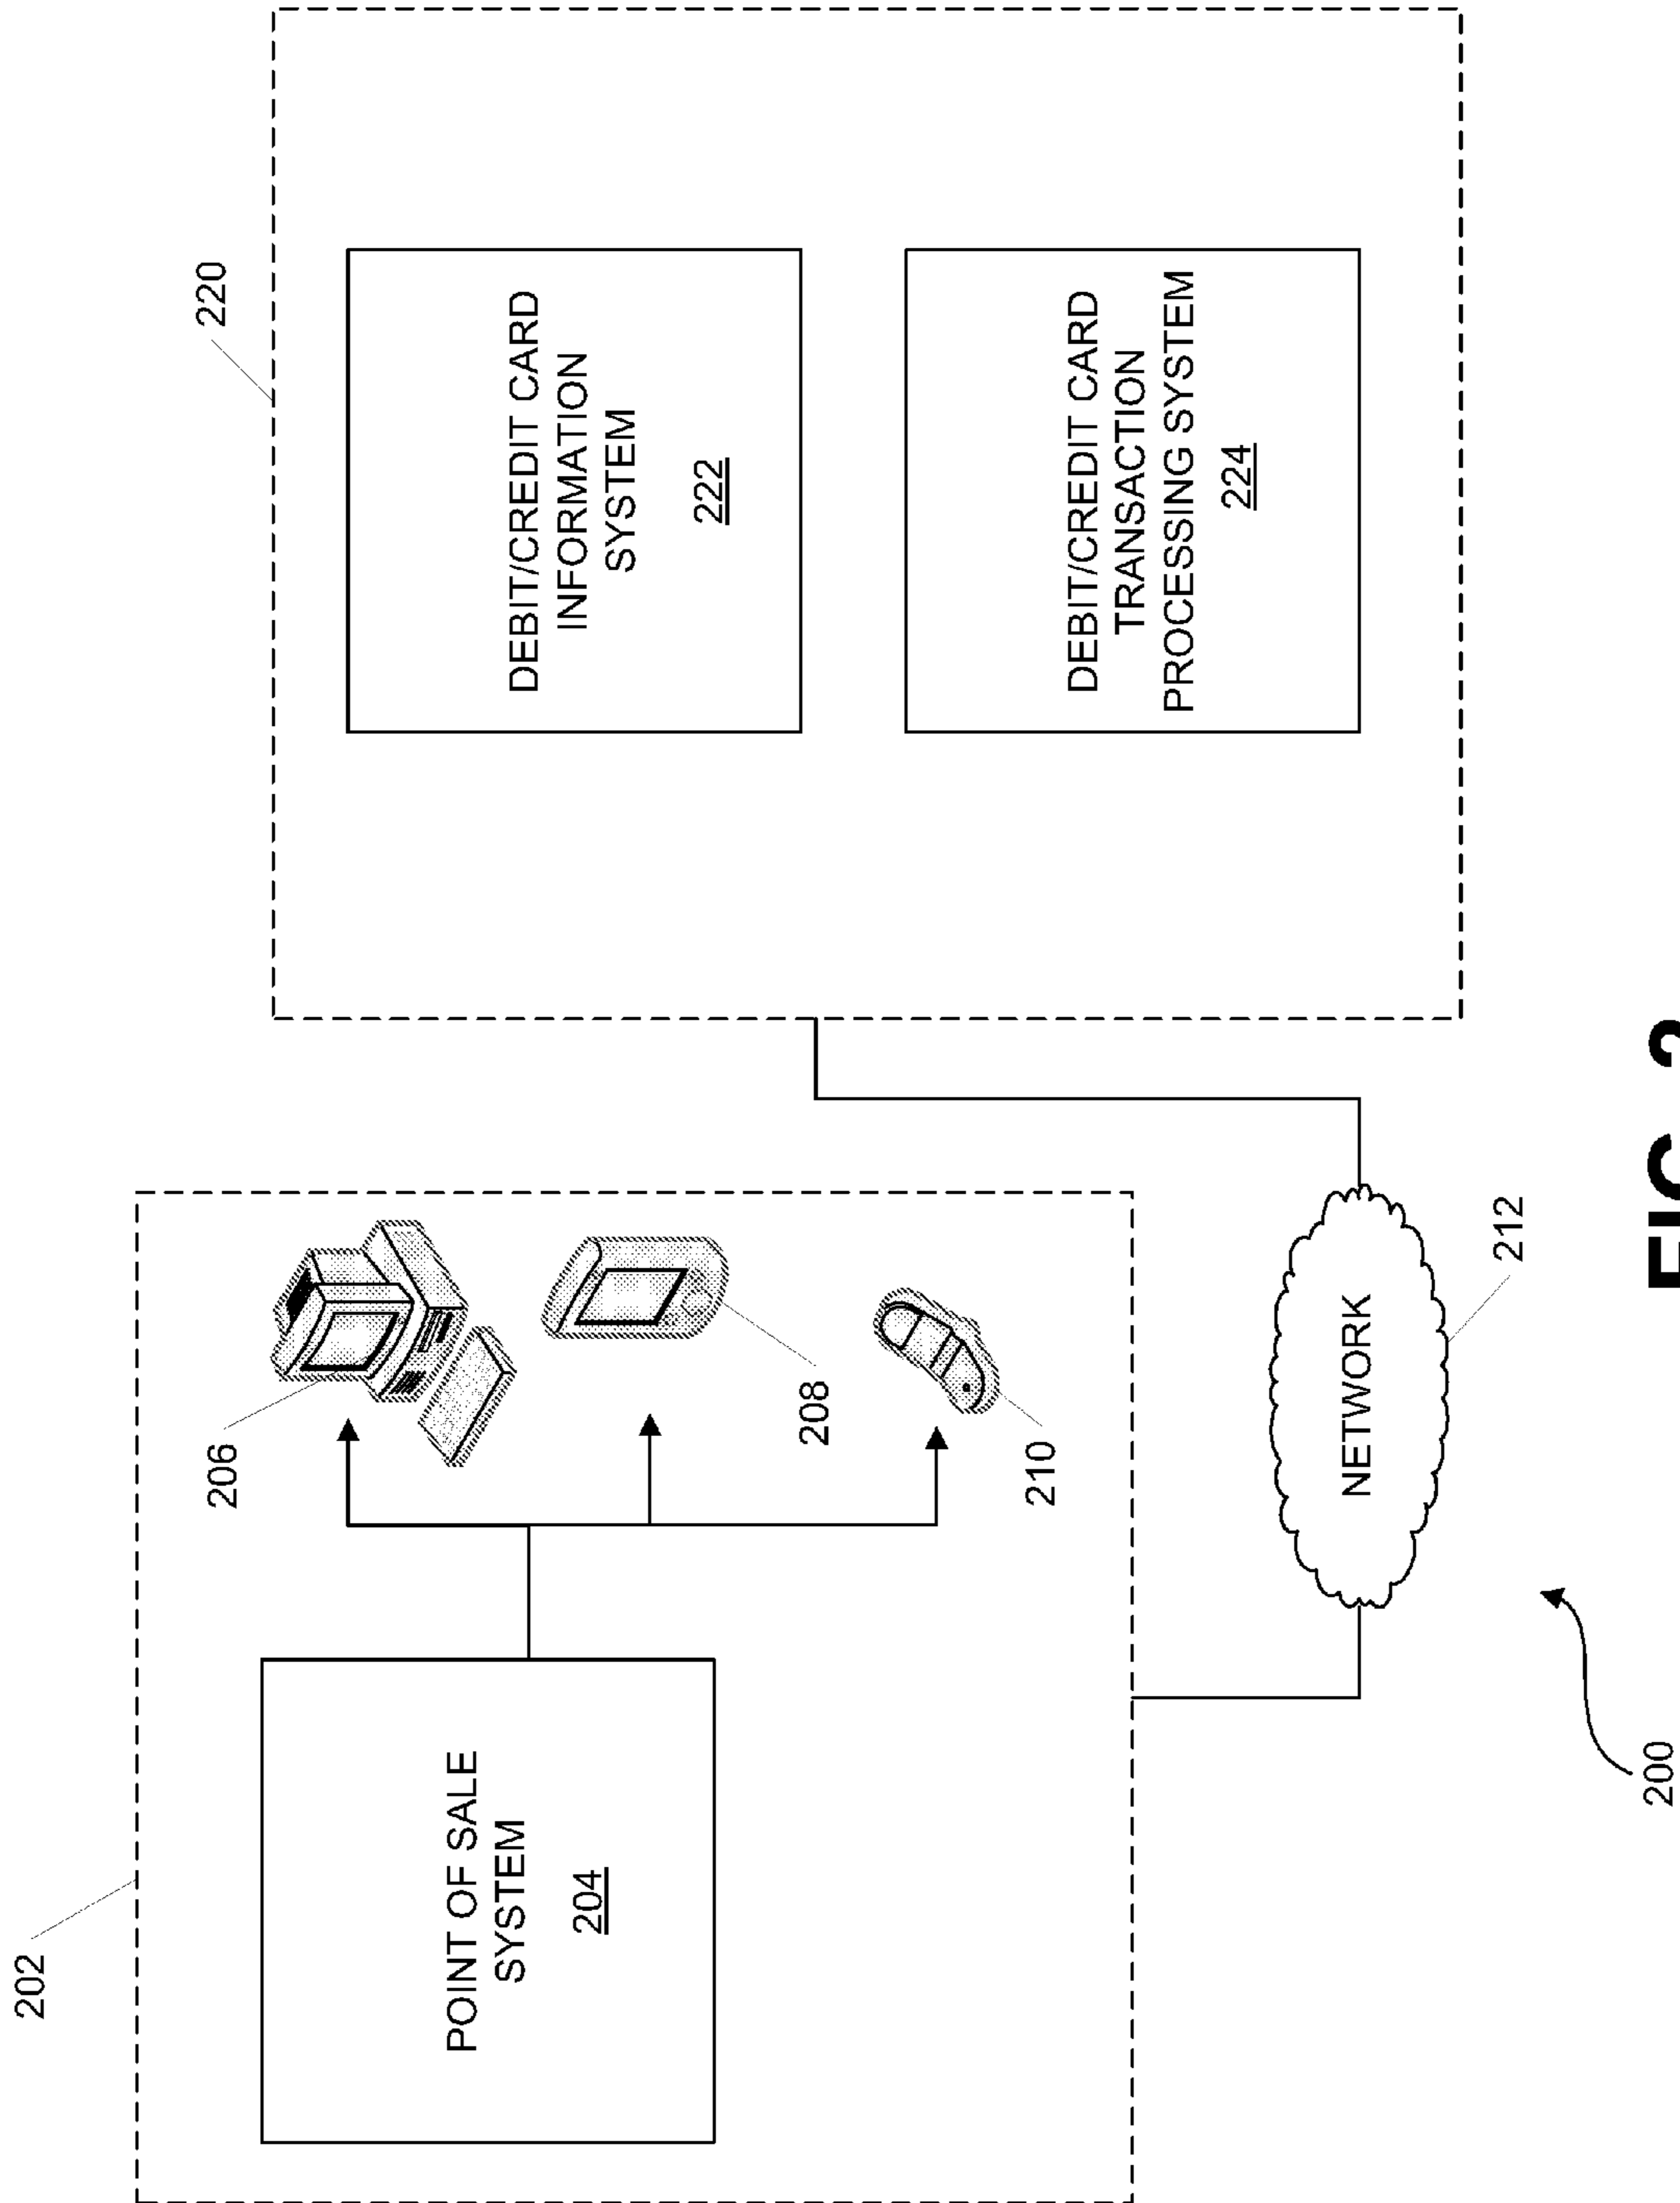 202
POINT OF SALE
SYSTEM
204
206
208
210
220
DEBIT/CREDIT CARD
INFORMATION
SYSTEM
222
DEBIT/CREDIT CARD
TRANSACTION
PROCESSING SYSTEM
224
NETWORK
212
200